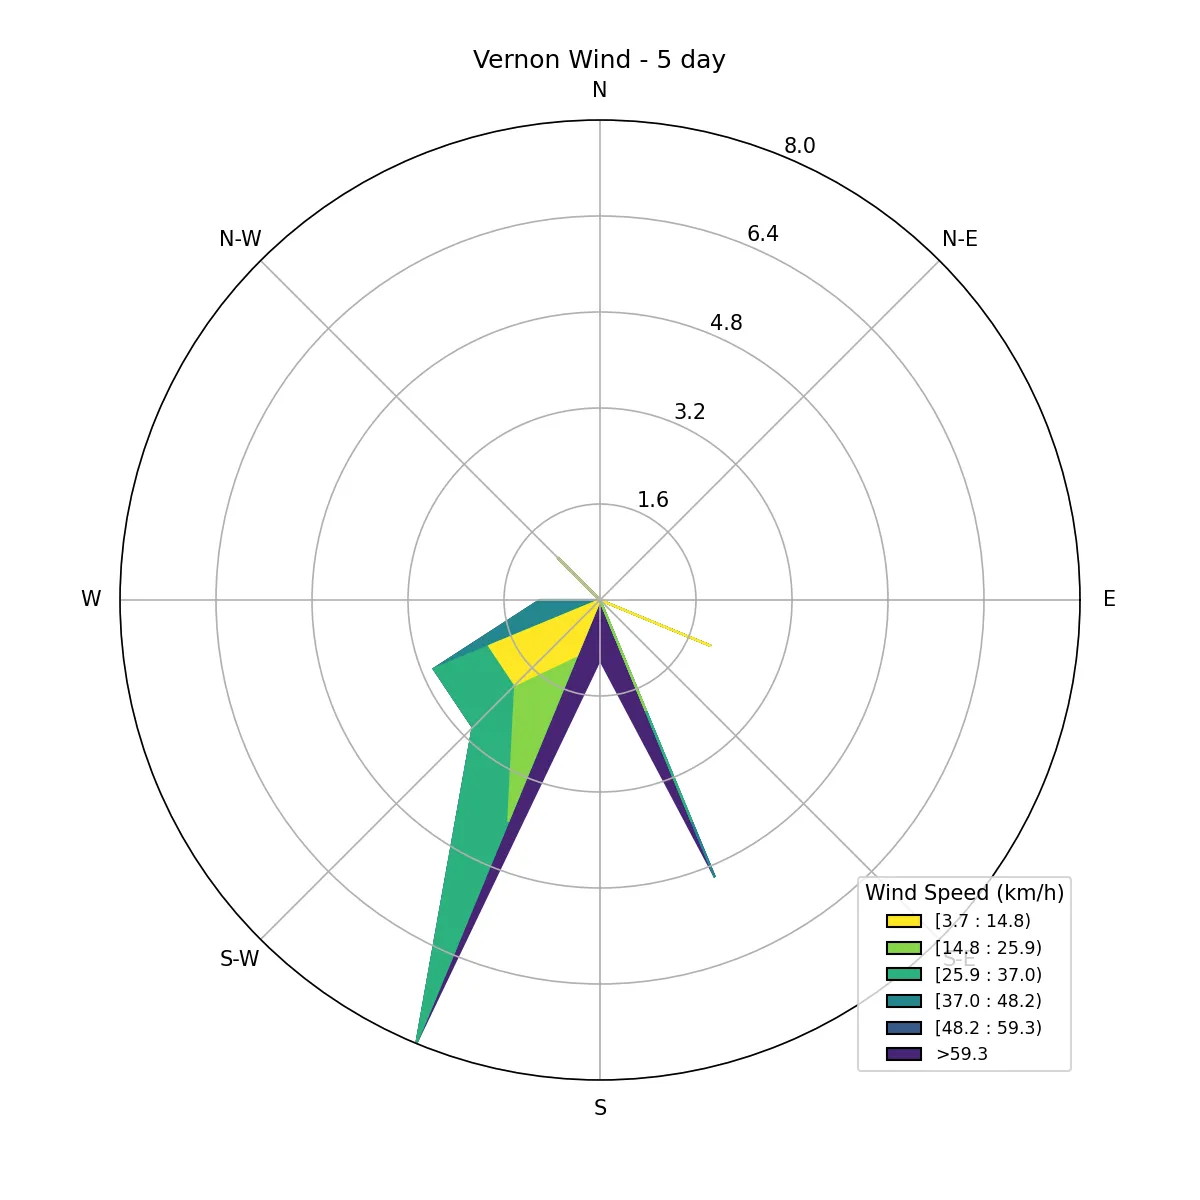 Vernon Wind - 5 day
N
8.0
N-W
6.4
N-E
4.8
3.2
1.6
W
E
S-W
S-E
S
Wind Speed (km/h)
[3.7 : 14.8)
[14.8 : 25.9)
[25.9 : 37.0)
[37.0 : 48.2)
[48.2 : 59.3)
>59.3